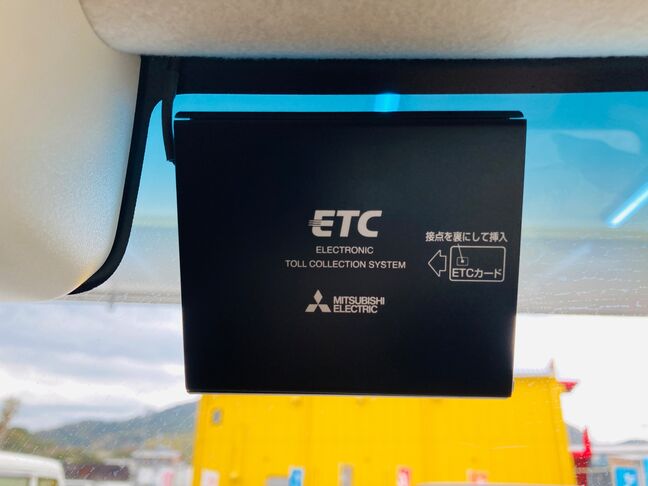 ETC
ELECTRONIC
TOLL COLLECTION SYSTEM
MITSUBISHI
ELECTRIC
接点を裏にして挿入
ETCカード